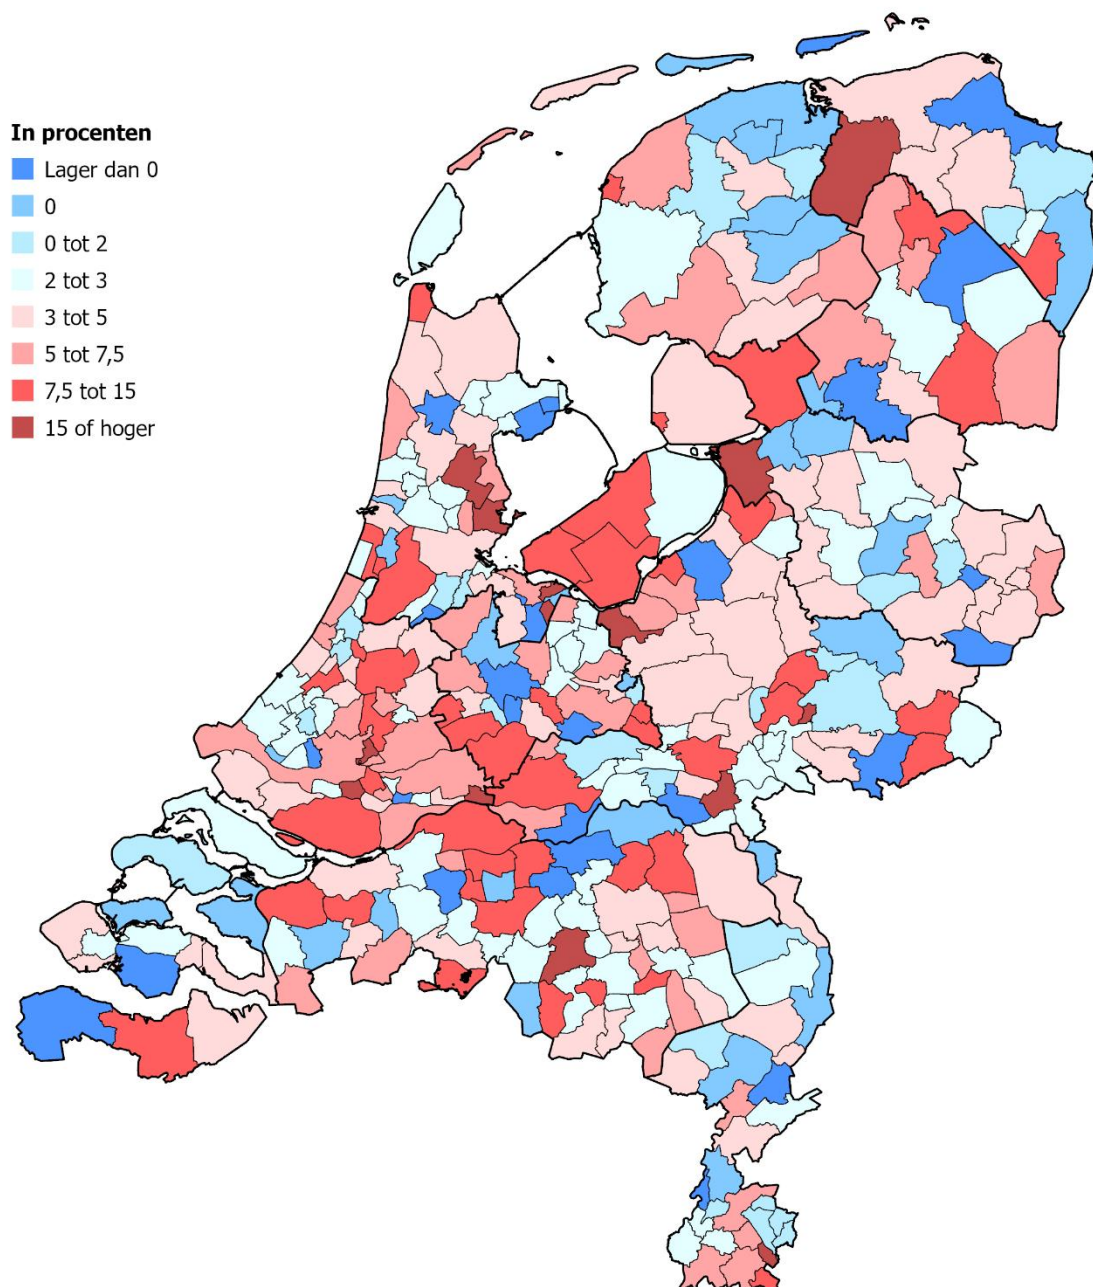 In procenten
Lager dan 0
0
0 tot 2
2 tot 3
3 tot 5
5 tot 7,5
7,5 tot 15
15 of hoger